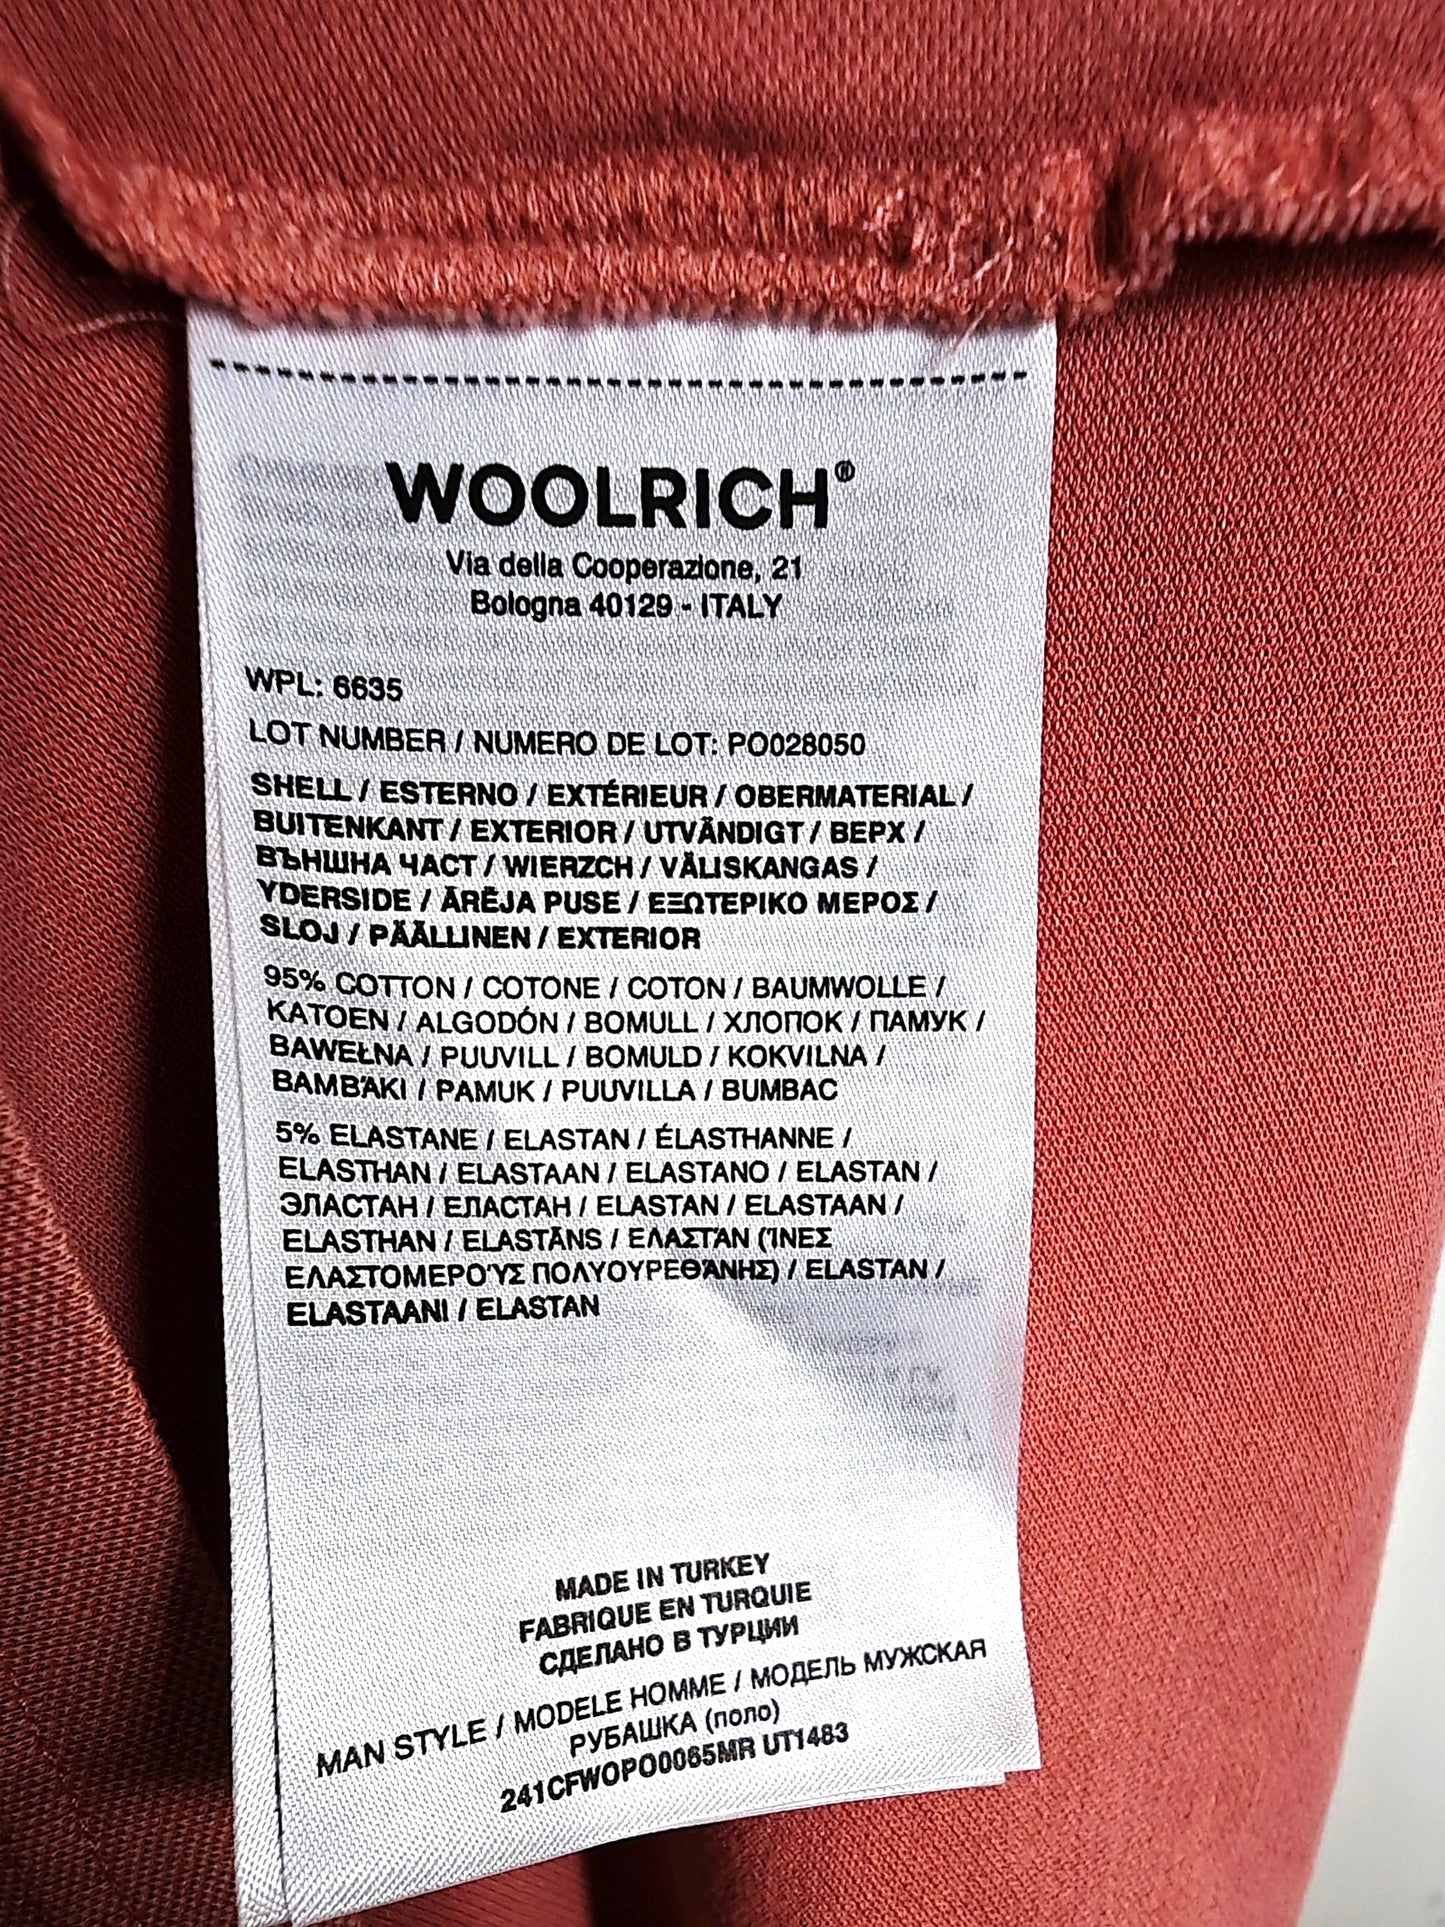 WOOLRICH®
Via della Cooperazione, 21
Bologna 40129 - ITALY
WPL: 6635
LOT NUMBER / NUMERO DE LOT: PO028050
SHELL / ESTERNO / EXTÉRIEUR / OBERMATERIAL /
BUITENKANT / EXTERIOR / UTVÃNDIGT / ВЕРХ /
ВЪНШНА ЧАСТ / WIERZCH / VÄLISKANGAS /
YDERSIDE / ĀRĒJA PUSE / ΕΞΩΤΕΡΙΚΟ ΜΕΡΟΣ /
SLOJ / PÄÄLLINEN / EXTERIOR
95% COTTON / COTONE / COTON / BAUMWOLLE /
KATOEN / ALGODÓN / BOMULL / ХЛОПОК / ПАМУК /
BAWEŁNA / PUUVILL / BOMULD / KOKVILNA /
ΒΑΜΒΆΚΙ / PAMUK / PUUVILLA / BUMBAC
5% ELASTANE / ELASTAN / ÉLASTHANNE /
ELASTHAN / ELASTAAN / ELASTANO / ELASTAN /
ЭЛАСТАН / ЕЛАСТАН / ELASTAN / ELASTAAN /
ELASTHAN / ELASTĀNS / ΕΛΑΣΤΆΝ (ΊΝΕΣ
ΕΛΑΣΤΟΜΕΡΟΎΣ ΠΟΛΥΟΥΡΕΘΆΝΗΣ) / ELASTAN /
ELASTAANI / ELASTAN
MADE IN TURKEY
FABRIQUE EN TURQUIE
СДЕЛАНО В ТУРЦИИ
MAN STYLE / MODELE HOMME / МОДЕЛЬ МУЖСКАЯ
РУБАШКА (поло)
241CFWOPO0065MR UT1483